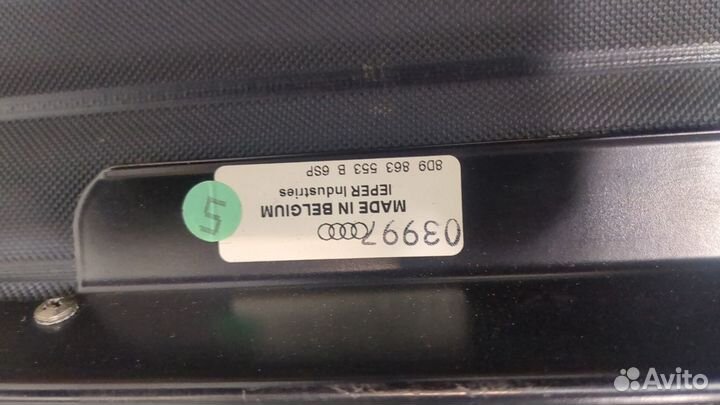 03997
MADE IN BELGIUM
IEPER Industries
8D9 863 553 B 6SP
5
Avito